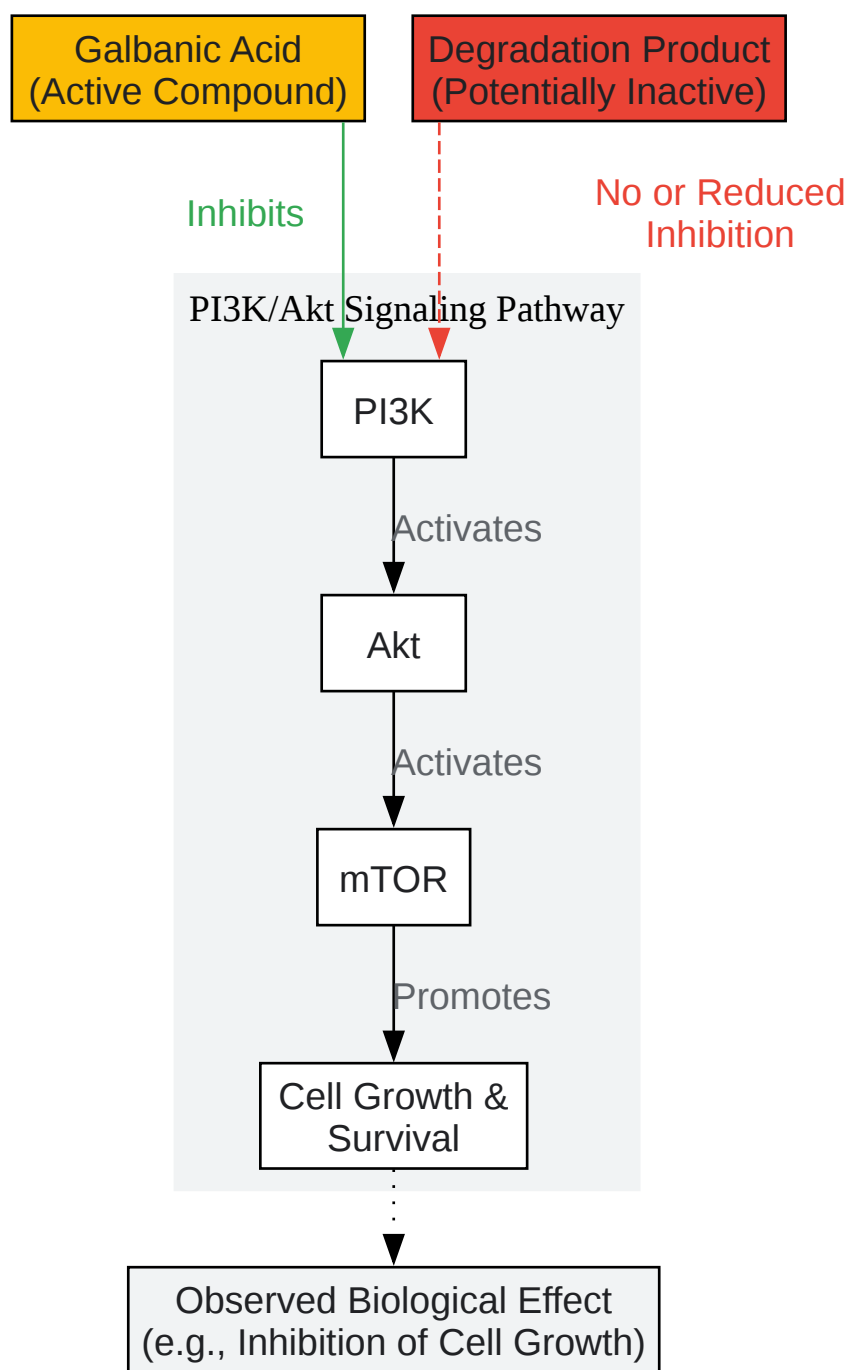 Galbanic Acid
(Active Compound)
Degradation Product
(Potentially Inactive)
Inhibits
No or Reduced
Inhibition
PI3K/Akt Signaling Pathway
PI3K
Activates
Akt
Activates
mTOR
Promotes
Cell Growth &
Survival
Observed Biological Effect
(e.g., Inhibition of Cell Growth)